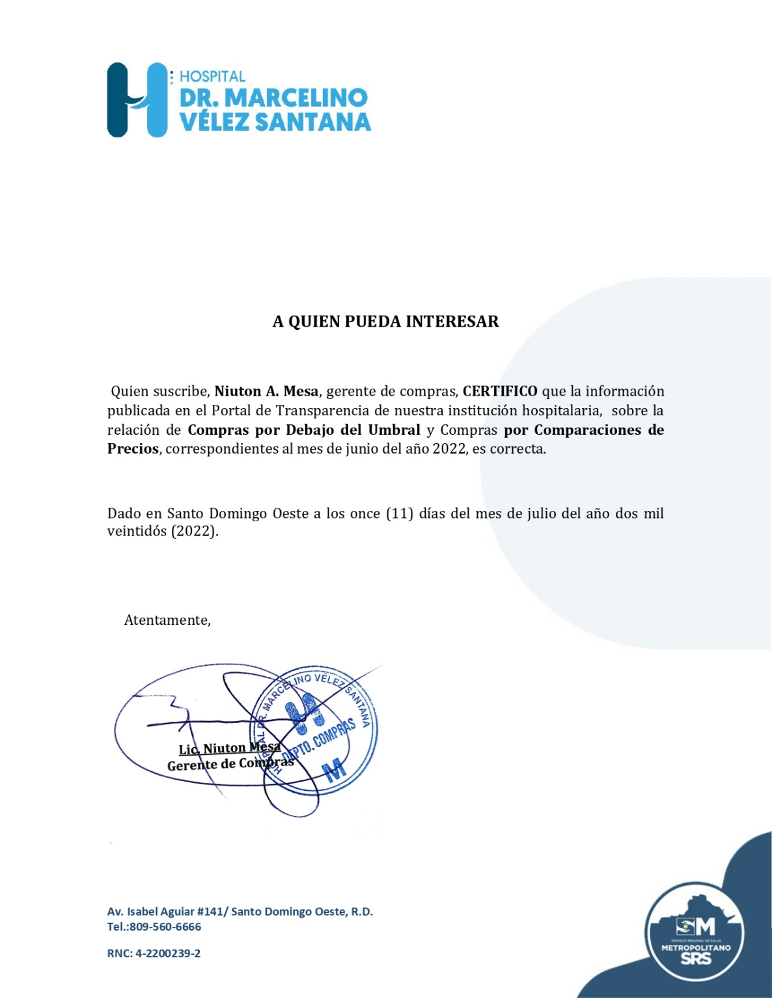 HOSPITAL
DR. MARCELINO
VÉLEZ SANTANA
A QUIEN PUEDA INTERESAR
Quien suscribe, Niuton A. Mesa, gerente de compras, CERTIFICO que la información
publicada en el Portal de Transparencia de nuestra institución hospitalaria, sobre la
relación de Compras por Debajo del Umbral y Compras por Comparaciones de
Precios, correspondientes al mes de junio del año 2022, es correcta.
Dado en Santo Domingo Oeste a los once (11) días del mes de julio del año dos mil
veintidós (2022).
Atentamente,
HOSPITAL DR. MARCELINO VÉLEZ SANTANA
DEPTO. COMPRAS
M
Lic. Niuton Mesa
Gerente de Compras
Av. Isabel Aguiar #141/ Santo Domingo Oeste, R.D.
Tel.:809-560-6666
RNC: 4-2200239-2
SM
SERVICIO REGIONAL DE SALUD
METROPOLITANO
SRS